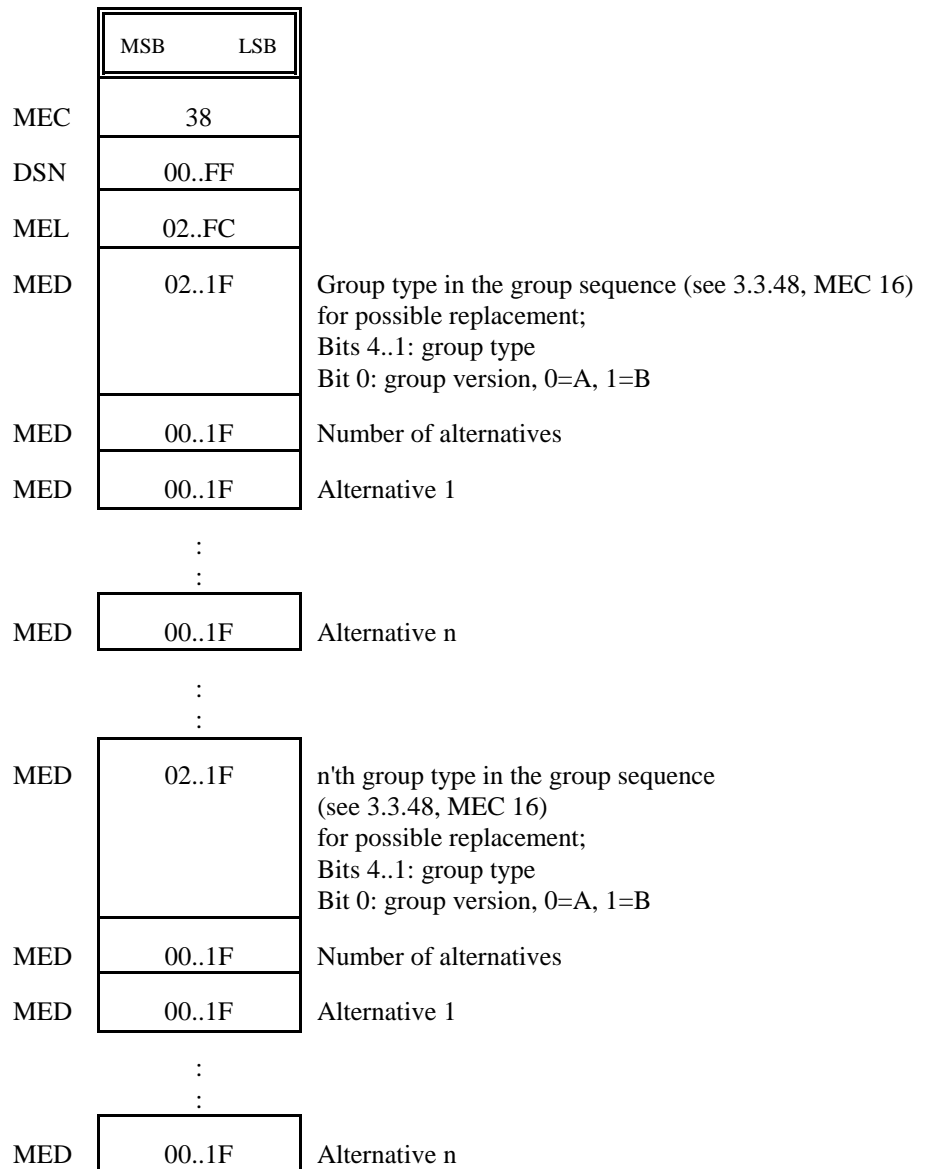 MSB LSB
MEC 38
DSN 00..FF
MEL 02..FC
MED 02..1F Group type in the group sequence (see 3.3.48, MEC 16)
for possible replacement;
Bits 4..1: group type
Bit 0: group version, 0=A, 1=B
MED 00..1F Number of alternatives
MED 00..1F Alternative 1
:
:
MED 00..1F Alternative n
:
:
MED 02..1F n'th group type in the group sequence
(see 3.3.48, MEC 16)
for possible replacement;
Bits 4..1: group type
Bit 0: group version, 0=A, 1=B
MED 00..1F Number of alternatives
MED 00..1F Alternative 1
:
:
MED 00..1F Alternative n